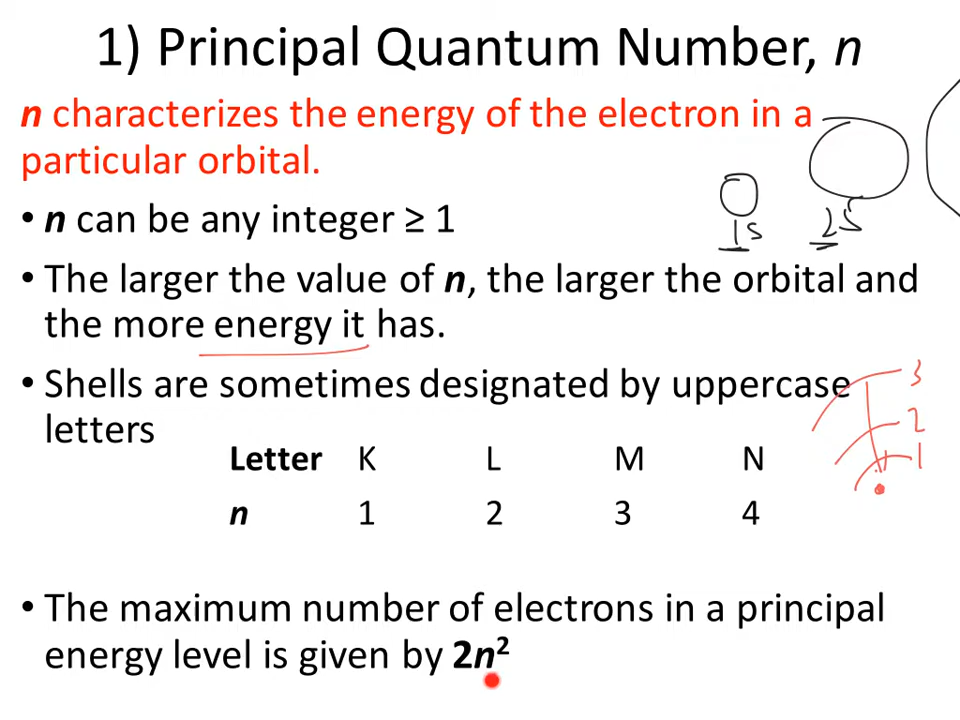 1) Principal Quantum Number, n
n characterizes the energy of the electron in a
particular orbital.
• n can be any integer ≥ 1
1s 2s
• The larger the value of n, the larger the orbital and
the more energy it has.
• Shells are sometimes designated by uppercase
letters
3
2
1
Letter K L M N
n 1 2 3 4
• The maximum number of electrons in a principal
energy level is given by 2n²